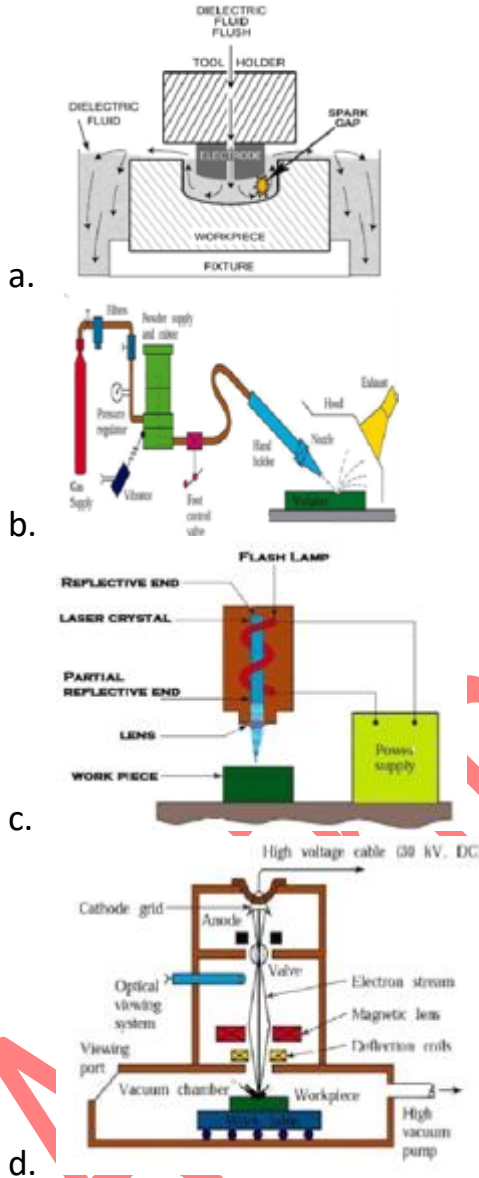 DIELECTRIC
FLUID
FLUSH
TOOL HOLDER
DIELECTRIC
FLUID
SPARK
GAP
ELECTRODE
WORKPIECE
FIXTURE
a.
Filters
Powder supply
and mixer
Exhaust
Hood
Pressure
regulator
Nozzle
Hand
holder
Gas
Supply
Vibrator
Foot
control
valve
b.
FLASH LAMP
REFLECTIVE END
LASER CRYSTAL
PARTIAL
REFLECTIVE END
LENS
Power
supply
WORK PIECE
c.
High voltage cable (30 kV, DC)
Cathode grid
Anode
Valve
Optical
viewing
system
Electron stream
Magnetic lens
Deflection coils
Viewing
port
Vacuum chamber
Workpiece
High
vacuum
pump
d.